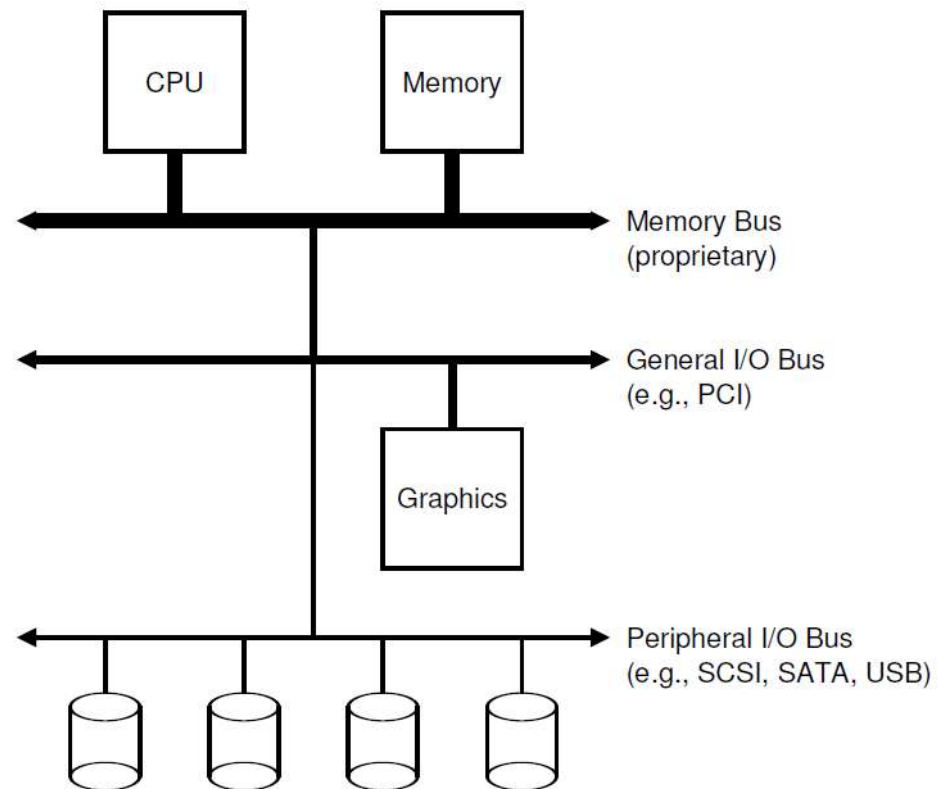 CPU
Memory
Memory Bus
(proprietary)
General I/O Bus
(e.g., PCI)
Graphics
Peripheral I/O Bus
(e.g., SCSI, SATA, USB)